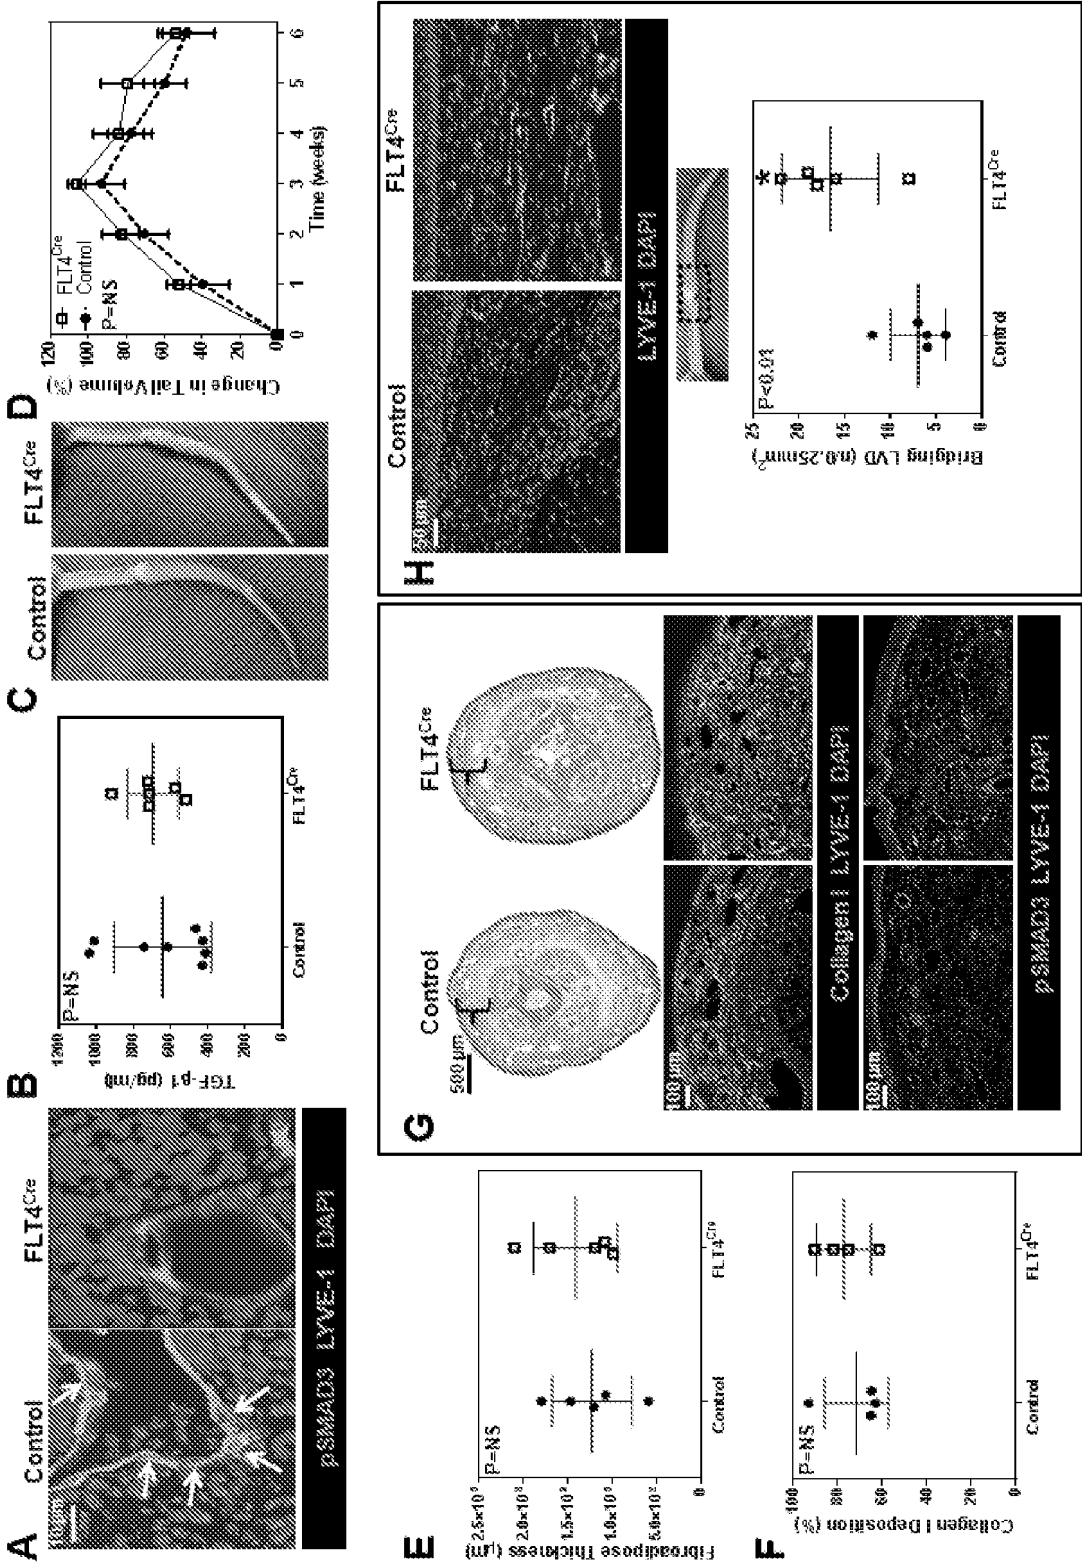 A
Control
FLT4Cre
pSMAD3 LYVE-1 DAPI
B
P=NS
TGF-β1 (pg/ml)
1200
1000
800
600
400
200
0
Control
FLT4Cre
C
Control
FLT4Cre
D
FLT4Cre
Control
P=NS
Change in Tail Volume (%)
120
100
80
60
40
20
0
0 1 2 3 4 5 6
Time (weeks)
E
P=NS
Fibroadipose Thickness (μm)
0
Control
FLT4Cre
F
P=NS
Collagen I Deposition (%)
100
80
60
40
20
0
Control
FLT4Cre
G
Control
FLT4Cre
500 μm
100 μm
Collagen I LYVE-1 DAPI
100 μm
pSMAD3 LYVE-1 DAPI
H
Control
FLT4Cre
50 μm
LYVE-1 DAPI
P<0.01
*
Bridging LVD (n/0.25mm2)
25
20
15
10
5
0
Control
FLT4Cre